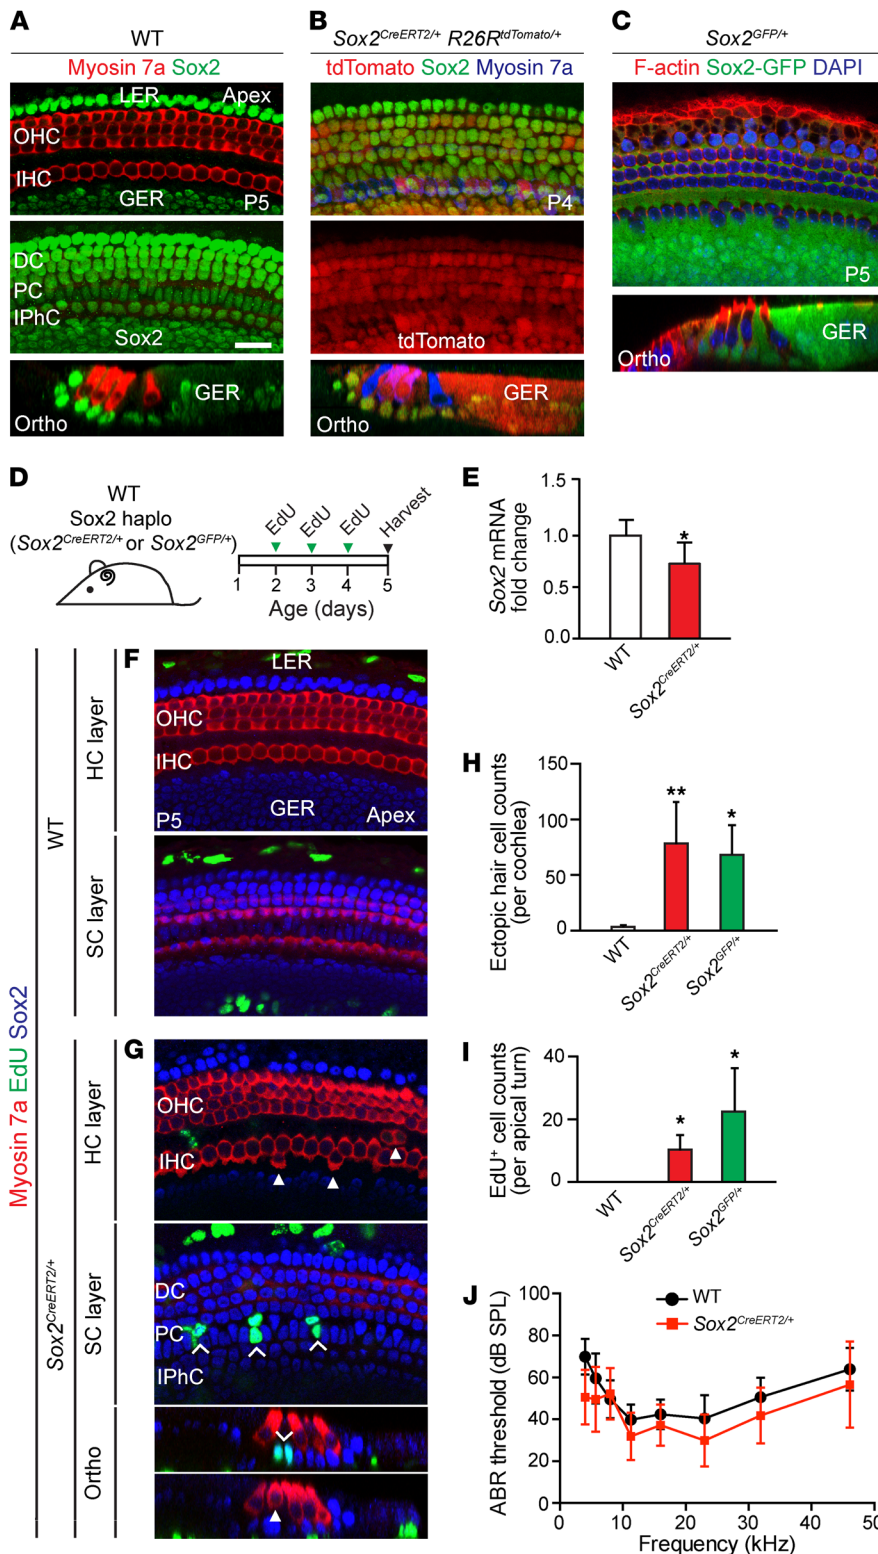 A
WT
Myosin 7a Sox2
LER
Apex
OHC
IHC
GER
P5
DC
PC
IPhC
Sox2
GER
Ortho
B
Sox2CreERT2/+ R26RtdTomato/+
tdTomato Sox2 Myosin 7a
P4
tdTomato
GER
Ortho
C
Sox2GFP/+
F-actin Sox2-GFP DAPI
P5
GER
Ortho
D
WT
Sox2 haplo
(Sox2CreERT2/+ or Sox2GFP/+)
EdU EdU EdU Harvest
1 2 3 4 5
Age (days)
E
Sox2 mRNA
fold change
1.5
1.0
0.5
0.0
*
WT
Sox2CreERT2/+
Myosin 7a EdU Sox2
WT
HC layer
SC layer
F
LER
OHC
IHC
GER
Apex
P5
Sox2CreERT2/+
HC layer
SC layer
Ortho
G
OHC
IHC
DC
PC
IPhC
H
Ectopic hair cell counts
(per cochlea)
150
100
50
0
**
*
WT
Sox2CreERT2/+
Sox2GFP/+
I
EdU+ cell counts
(per apical turn)
40
20
0
*
*
WT
Sox2CreERT2/+
Sox2GFP/+
J
ABR threshold (dB SPL)
100
80
60
40
20
0
WT
Sox2CreERT2/+
0 10 20 30 40 50
Frequency (kHz)